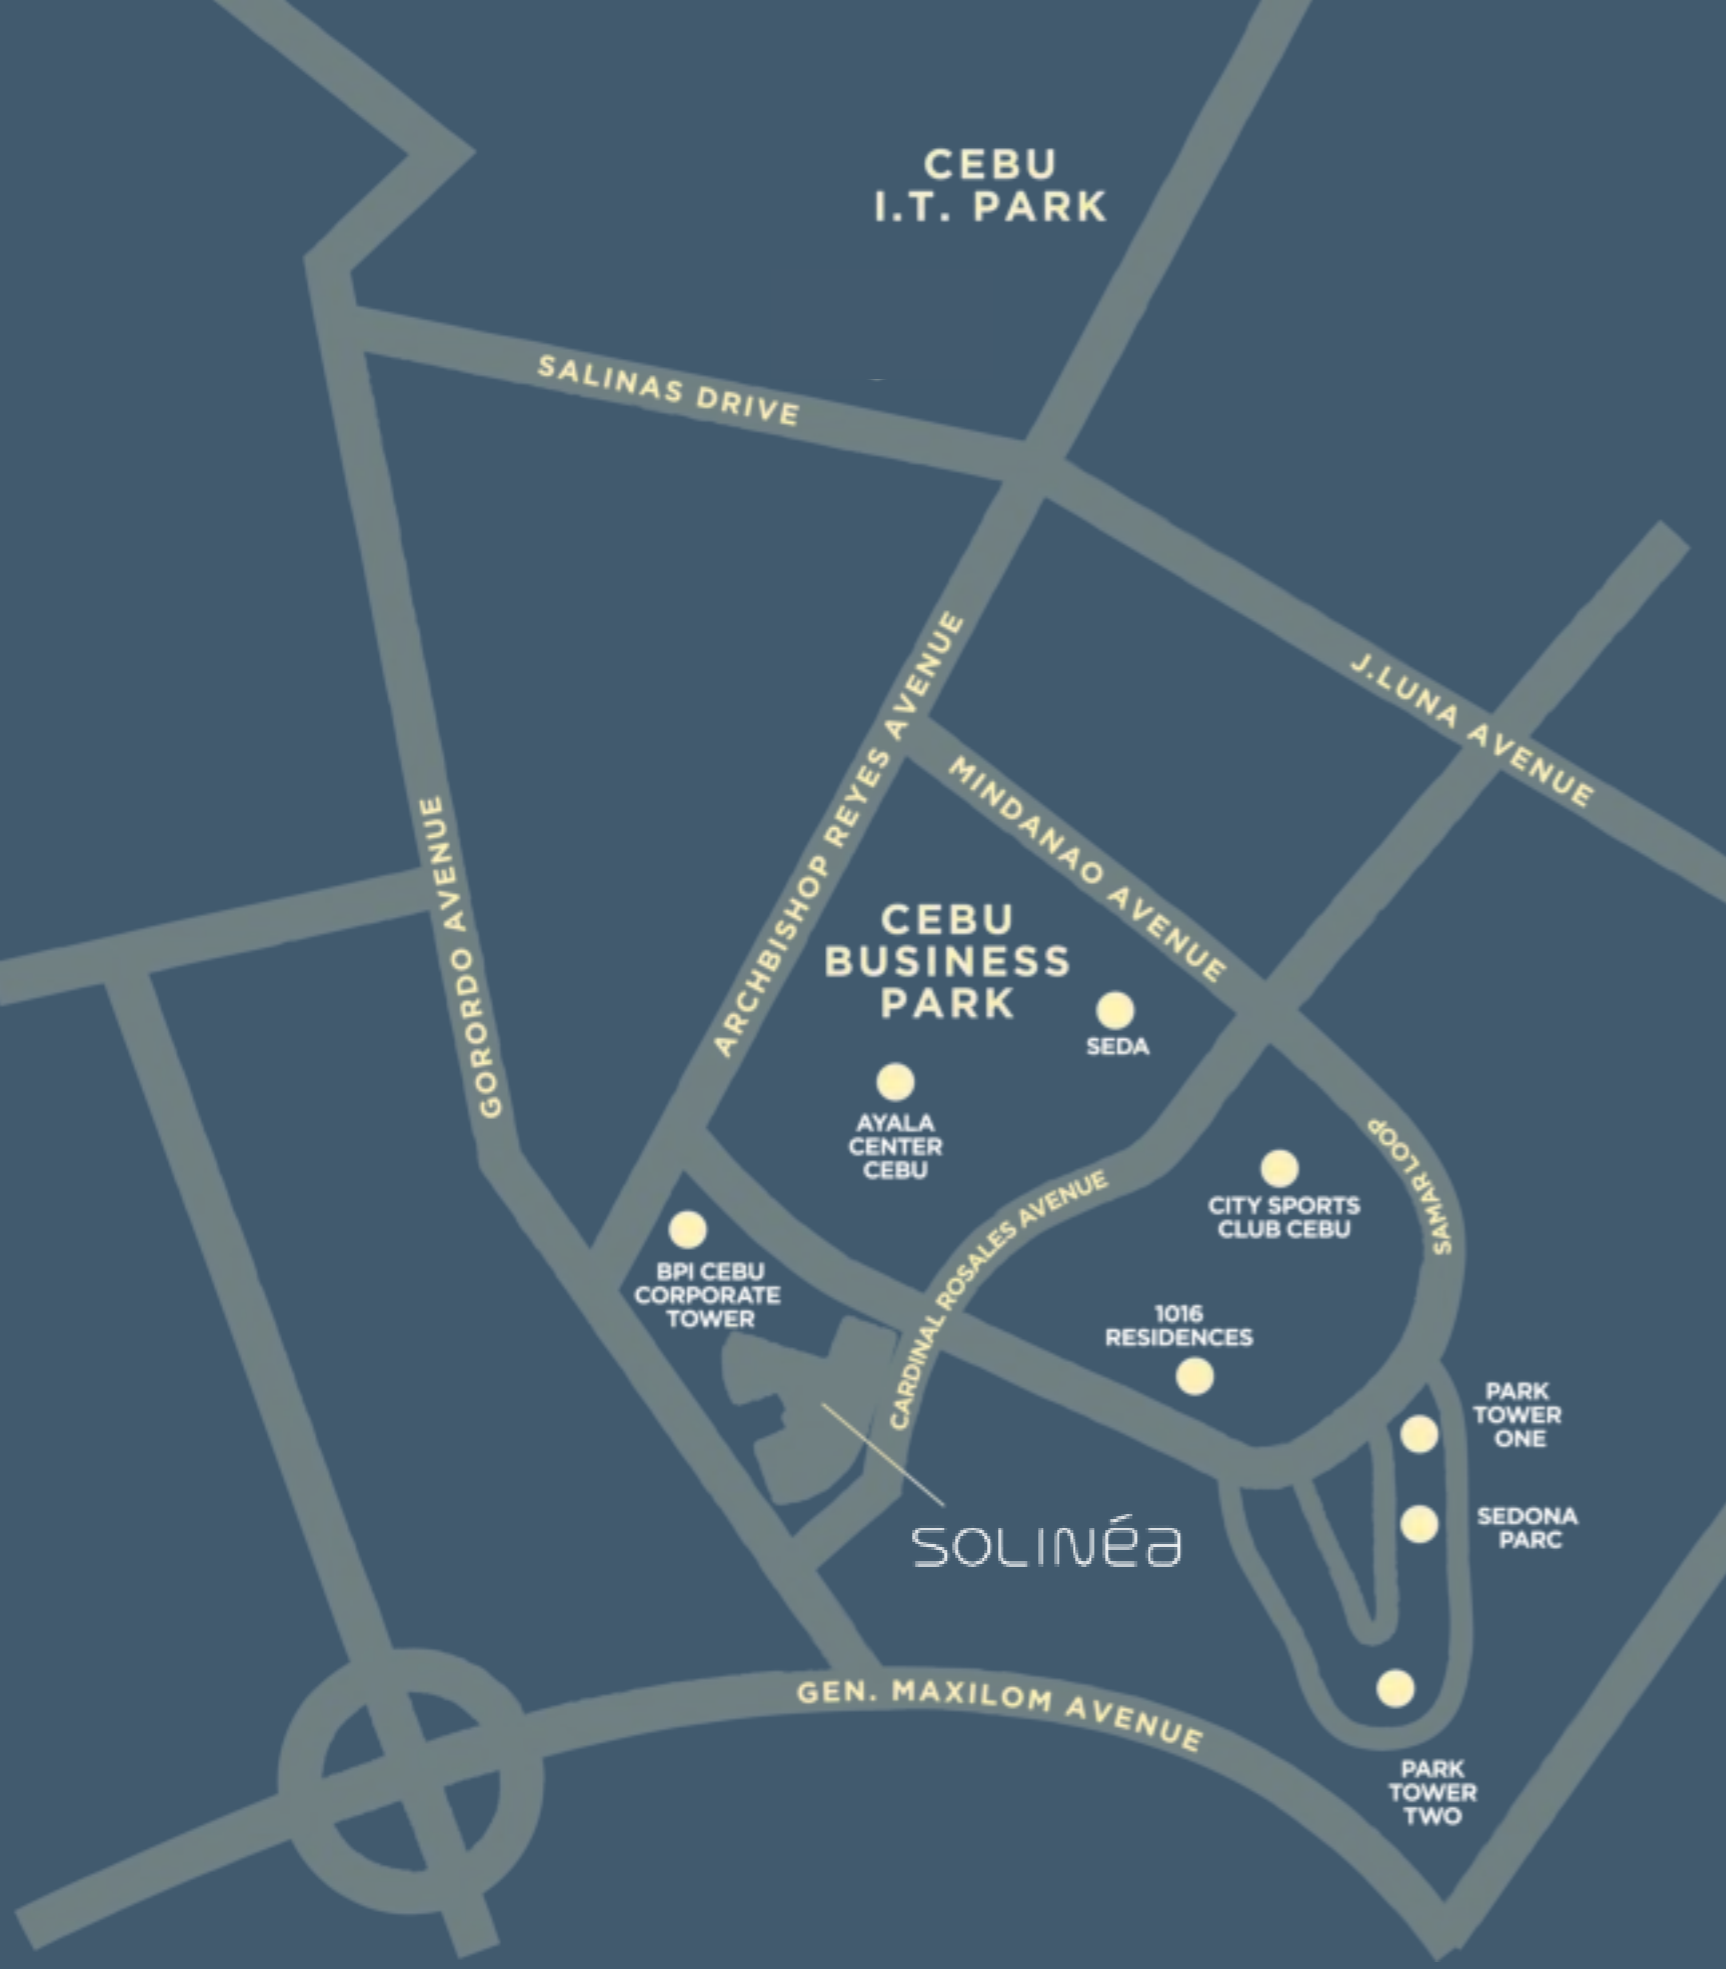 CEBU
I.T. PARK
SALINAS DRIVE
J.LUNA AVENUE
ARCHBISHOP REYES AVENUE
MINDANAO AVENUE
GORORDO AVENUE
CEBU
BUSINESS
PARK
SEDA
AYALA
CENTER
CEBU
SAMAR LOOP
CITY SPORTS
CLUB CEBU
CARDINAL ROSALES AVENUE
BPI CEBU
CORPORATE
TOWER
1016
RESIDENCES
PARK
TOWER
ONE
SEDONA
PARC
SOLINéa
GEN. MAXILOM AVENUE
PARK
TOWER
TWO